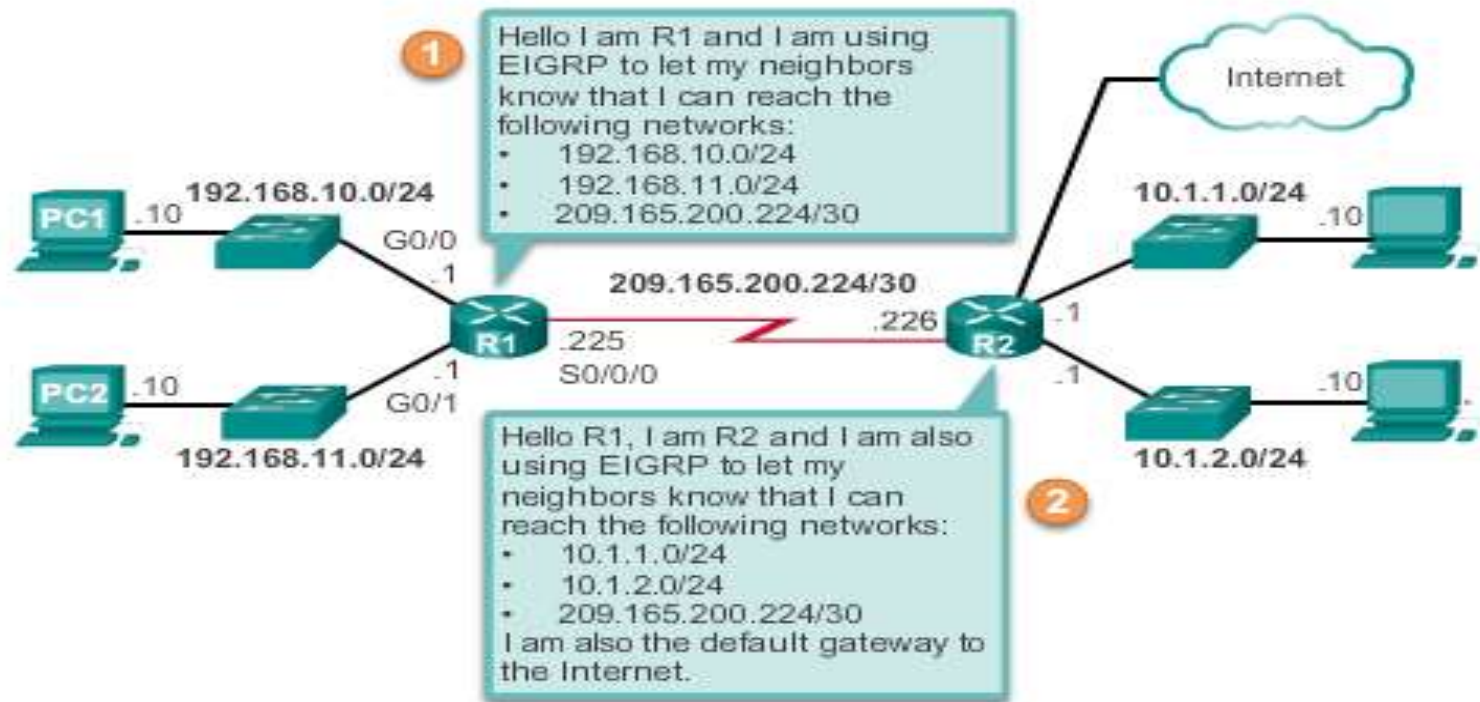 1
Hello I am R1 and I am using
EIGRP to let my neighbors
know that I can reach the
following networks:
• 192.168.10.0/24
• 192.168.11.0/24
• 209.165.200.224/30
Internet
192.168.10.0/24
10.1.1.0/24
PC1
.10
G0/0
.1
.10
209.165.200.224/30
R1
.225
S0/0/0
.226
R2
.1
.1
PC2
.10
.1
G0/1
.10
192.168.11.0/24
10.1.2.0/24
Hello R1, I am R2 and I am also
using EIGRP to let my
neighbors know that I can
reach the following networks:
• 10.1.1.0/24
• 10.1.2.0/24
• 209.165.200.224/30
I am also the default gateway to
the Internet.
2